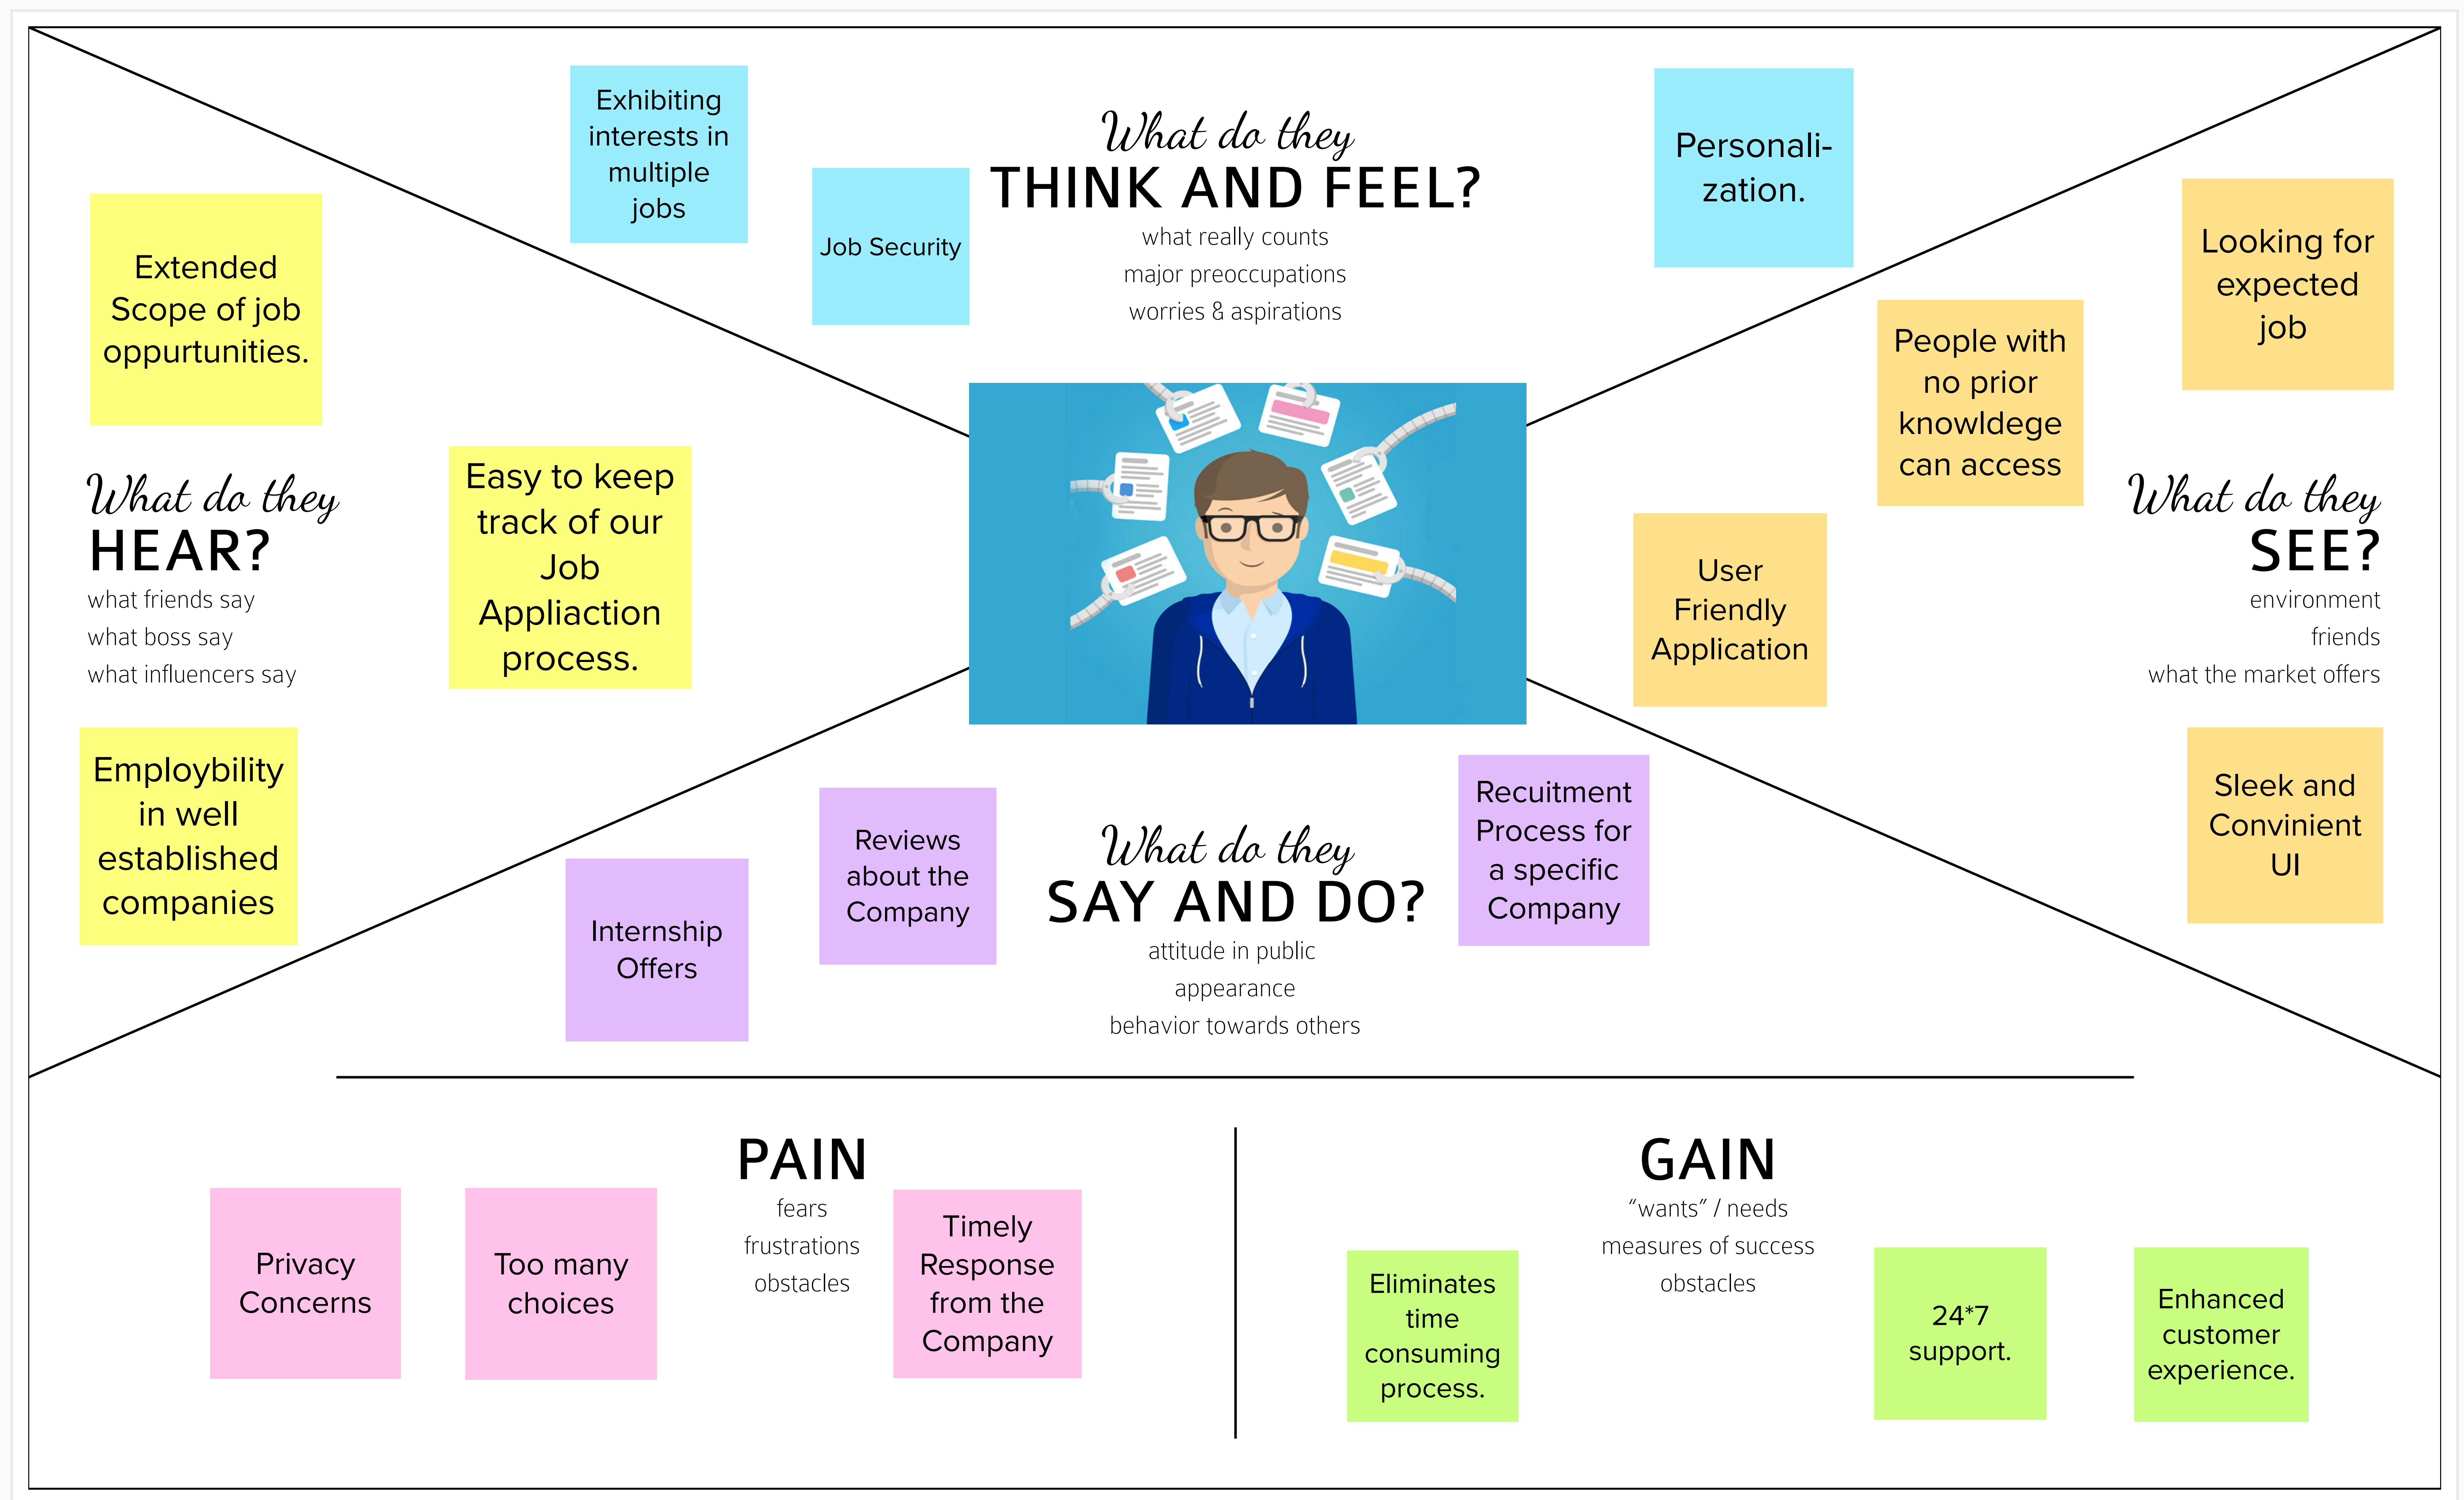 Exhibiting
interests in
multiple
jobs
Job Security
What do they
THINK AND FEEL?
what really counts
major preoccupations
worries & aspirations
Personali-
zation.
Extended
Scope of job
oppurtunities.
What do they
HEAR?
what friends say
what boss say
what influencers say
Easy to keep
track of our
Job
Appliaction
process.
Employbility
in well
established
companies
Looking for
expected
job
People with
no prior
knowldege
can access
What do they
SEE?
environment
friends
what the market offers
User
Friendly
Application
Sleek and
Convinient
UI
Internship
Offers
Reviews
about the
Company
What do they
SAY AND DO?
attitude in public
appearance
behavior towards others
Recuitment
Process for
a specific
Company
PAIN
fears
frustrations
obstacles
Privacy
Concerns
Too many
choices
Timely
Response
from the
Company
GAIN
“wants” / needs
measures of success
obstacles
Eliminates
time
consuming
process.
24*7
support.
Enhanced
customer
experience.